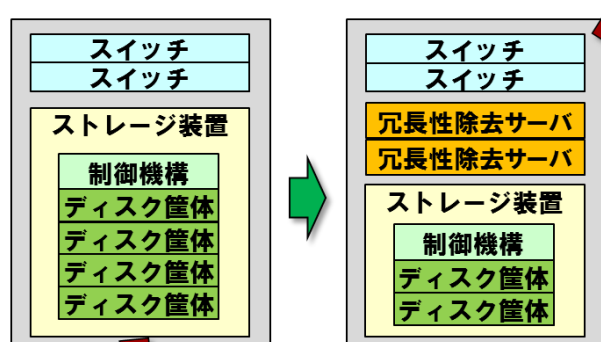 スイッチ
スイッチ
ストレージ装置
制御機構
ディスク筐体
ディスク筐体
ディスク筐体
ディスク筐体
スイッチ
スイッチ
冗長性除去サーバ
冗長性除去サーバ
ストレージ装置
制御機構
ディスク筐体
ディスク筐体